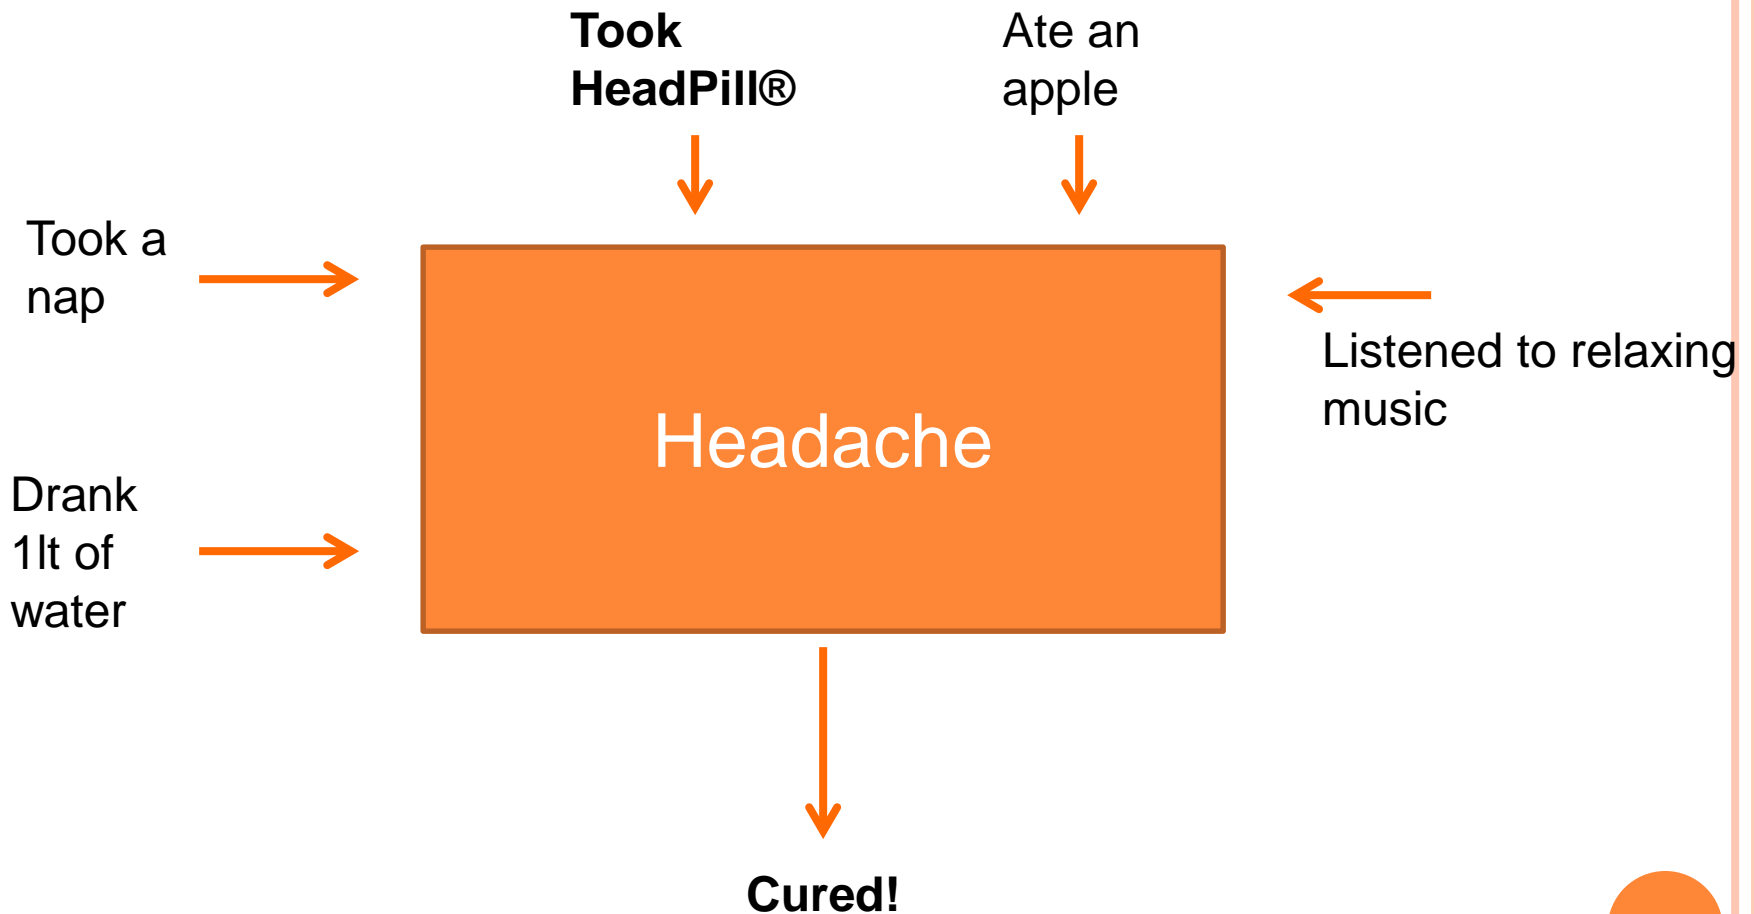 Took
HeadPill®
Ate an
apple
Took a
nap
Listened to relaxing
music
Headache
Drank
1lt of
water
Cured!